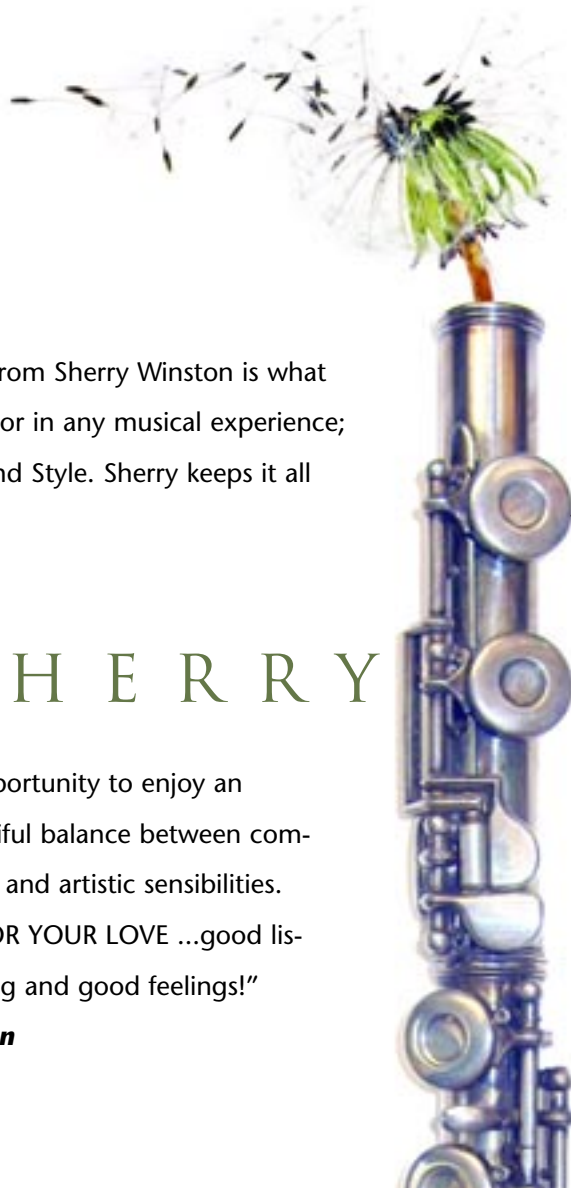 rom Sherry Winston is what
or in any musical experience;
nd Style. Sherry keeps it all
HERRY
portunity to enjoy an
iful balance between com-
and artistic sensibilities.
OR YOUR LOVE ...good lis-
g and good feelings!”
n